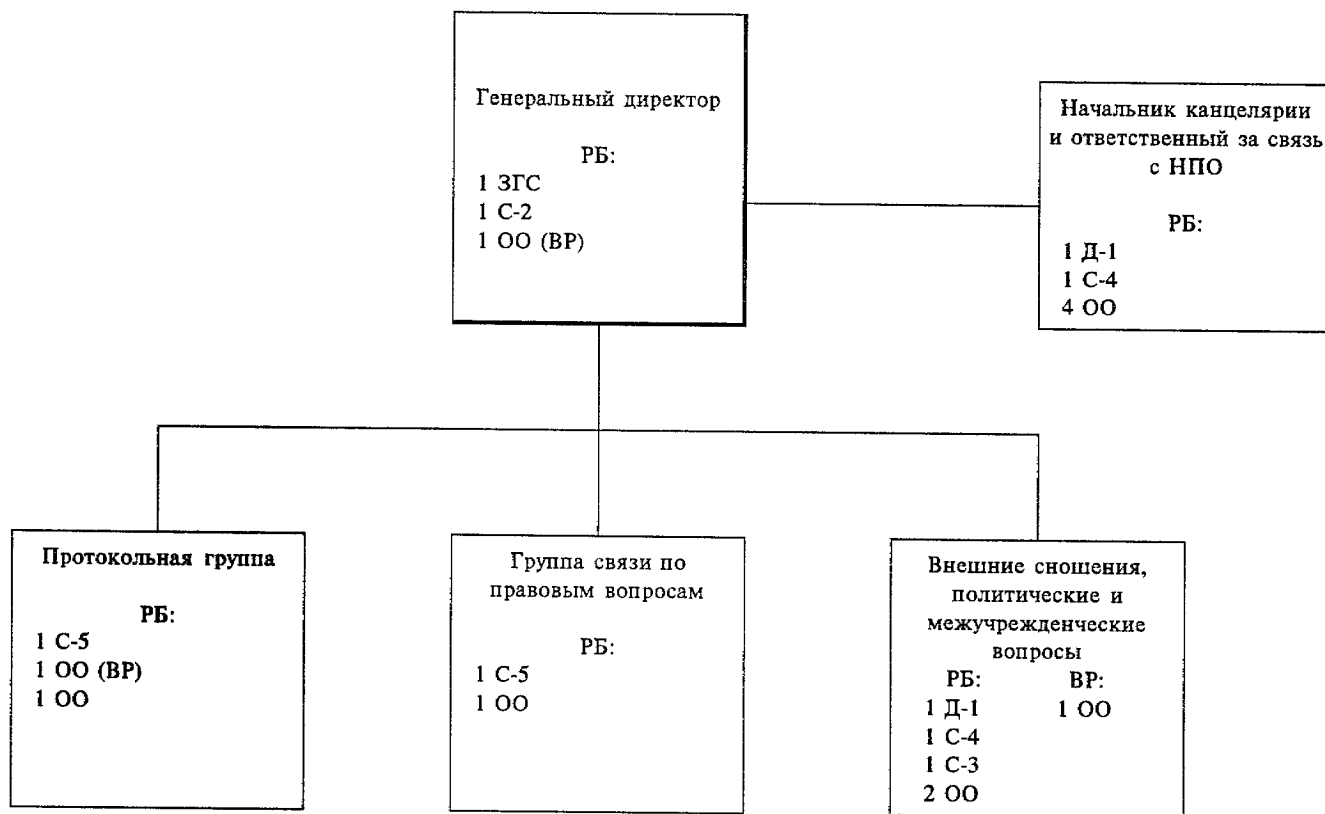 Генеральный директор
РБ:
1 ЗГС
1 С-2
1 ОО (ВР)
Начальник канцелярии
и ответственный за связь
с НПО
РБ:
1 Д-1
1 С-4
4 ОО
Протокольная группа
РБ:
1 С-5
1 ОО (ВР)
1 ОО
Группа связи по
правовым вопросам
РБ:
1 С-5
1 ОО
Внешние сношения,
политические и
межучрежденческие
вопросы
РБ: ВР:
1 Д-1 1 ОО
1 С-4
1 С-3
2 ОО